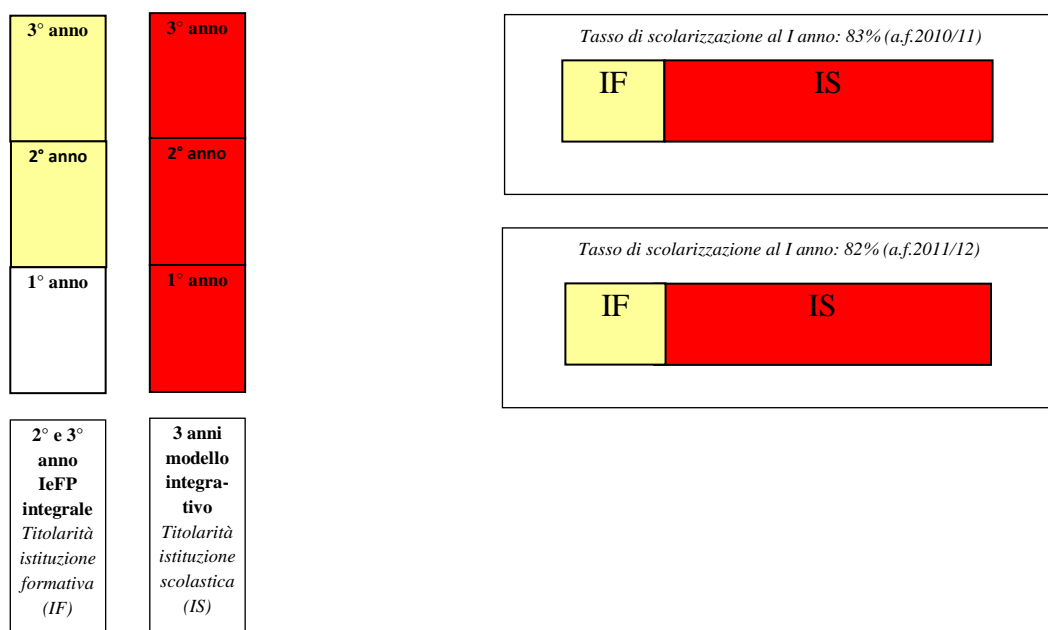 3° anno
2° anno
1° anno
2° e 3°
anno
IeFP
integrale
Titolarità
istituzione
formativa
(IF)
3° anno
2° anno
1° anno
3 anni
modello
integra-
tivo
Titolarità
istituzione
scolastica
(IS)
Tasso di scolarizzazione al I anno: 83% (a.f.2010/11)
IF IS
Tasso di scolarizzazione al I anno: 82% (a.f.2011/12)
IF IS